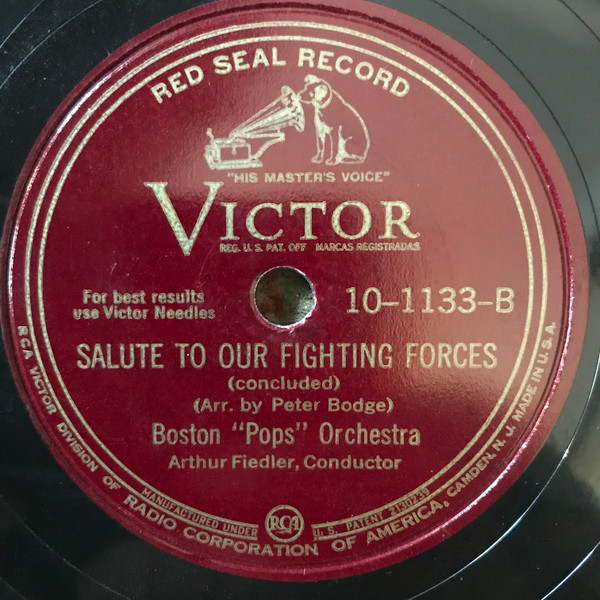 RED SEAL RECORD
"HIS MASTER'S VOICE"
VICTOR
REG. U. S. PAT. OFF MARCAS REGISTRADAS
For best results
use Victor Needles
10-1133-B
SALUTE TO OUR FIGHTING FORCES
(concluded)
(Arr. by Peter Bodge)
Boston "Pops" Orchestra
Arthur Fiedler, Conductor
MANUFACTURED UNDER RCA U. S. PATENT 2130239
RCA VICTOR DIVISION OF RADIO CORPORATION OF AMERICA, CAMDEN, N. J. MADE IN U. S. A.